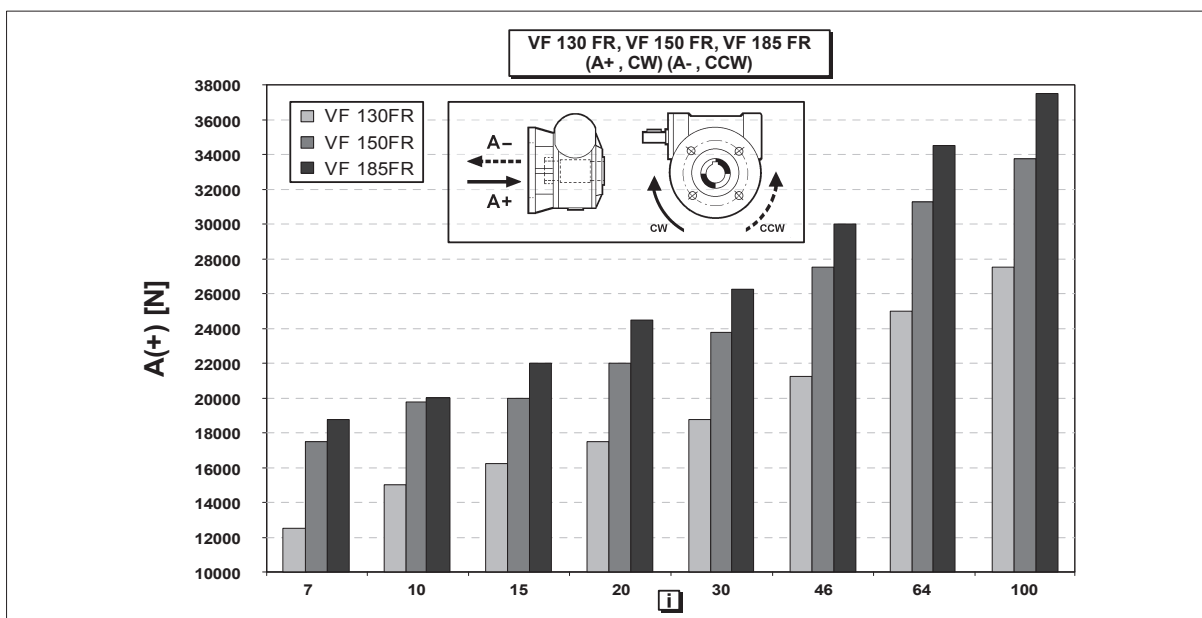 VF 130 FR, VF 150 FR, VF 185 FR
(A+ , CW) (A- , CCW)
38000
36000
34000
32000
30000
28000
26000
24000
22000
20000
18000
16000
14000
12000
10000
A(+) [N]
VF 130FR
VF 150FR
VF 185FR
A–
A+
CW
CCW
7 10 15 20 30 46 64 100
i